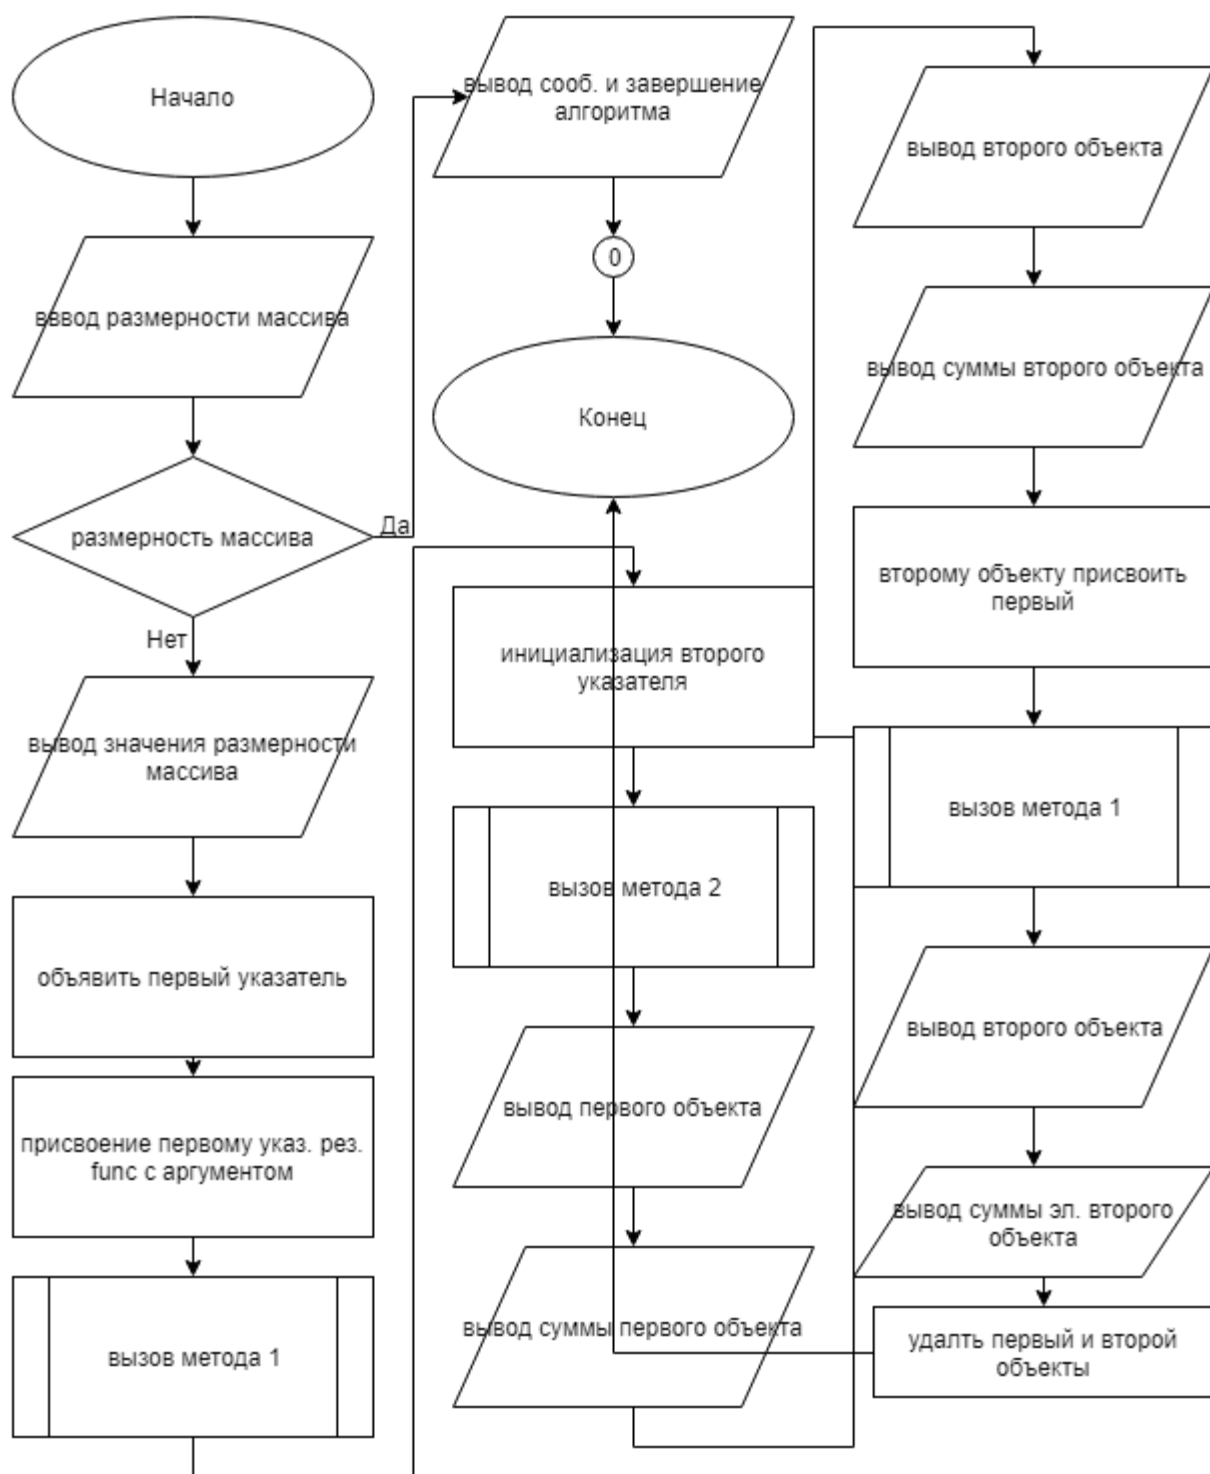 Начало
вввод размерности массива
размерность массива
Да
Нет
вывод значения размерности
массива
объявить первый указатель
присвоение первому указ. рез.
func с аргументом
вызов метода 1
вывод сооб. и завершение
алгоритма
0
Конец
инициализация второго
указателя
вызов метода 2
вывод первого объекта
вывод суммы первого объекта
вывод второго объекта
вывод суммы второго объекта
второму объекту присвоить
первый
вызов метода 1
вывод второго объекта
вывод суммы эл. второго
объекта
удалть первый и второй
объекты